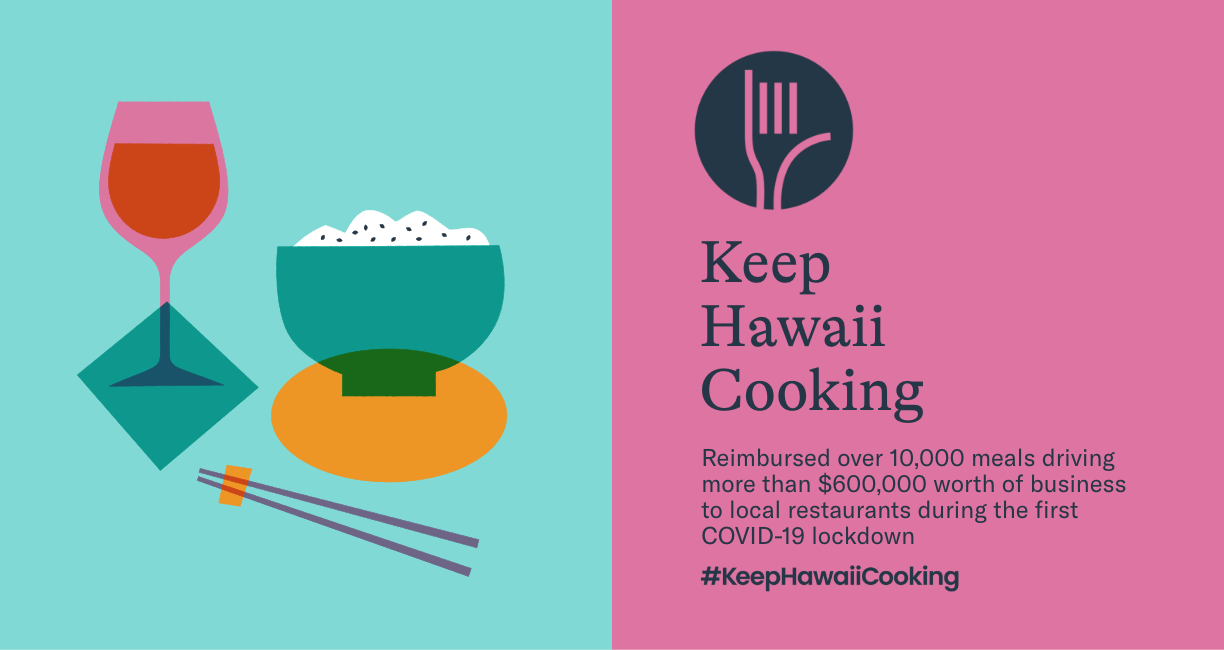 Keep
Hawaii
Cooking
Reimbursed over 10,000 meals driving
more than $600,000 worth of business
to local restaurants during the first
COVID-19 lockdown
#KeepHawaiiCooking